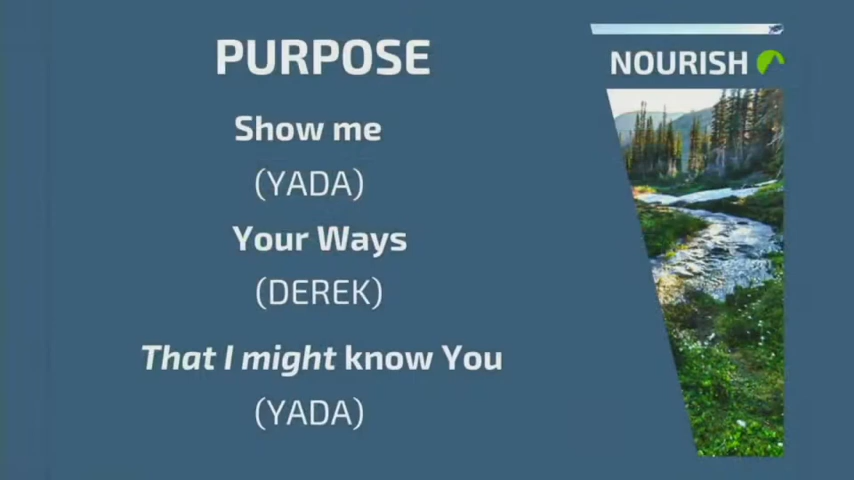 PURPOSE
NOURISH
Show me
(YADA)
Your Ways
(DEREK)
That I might know You
(YADA)